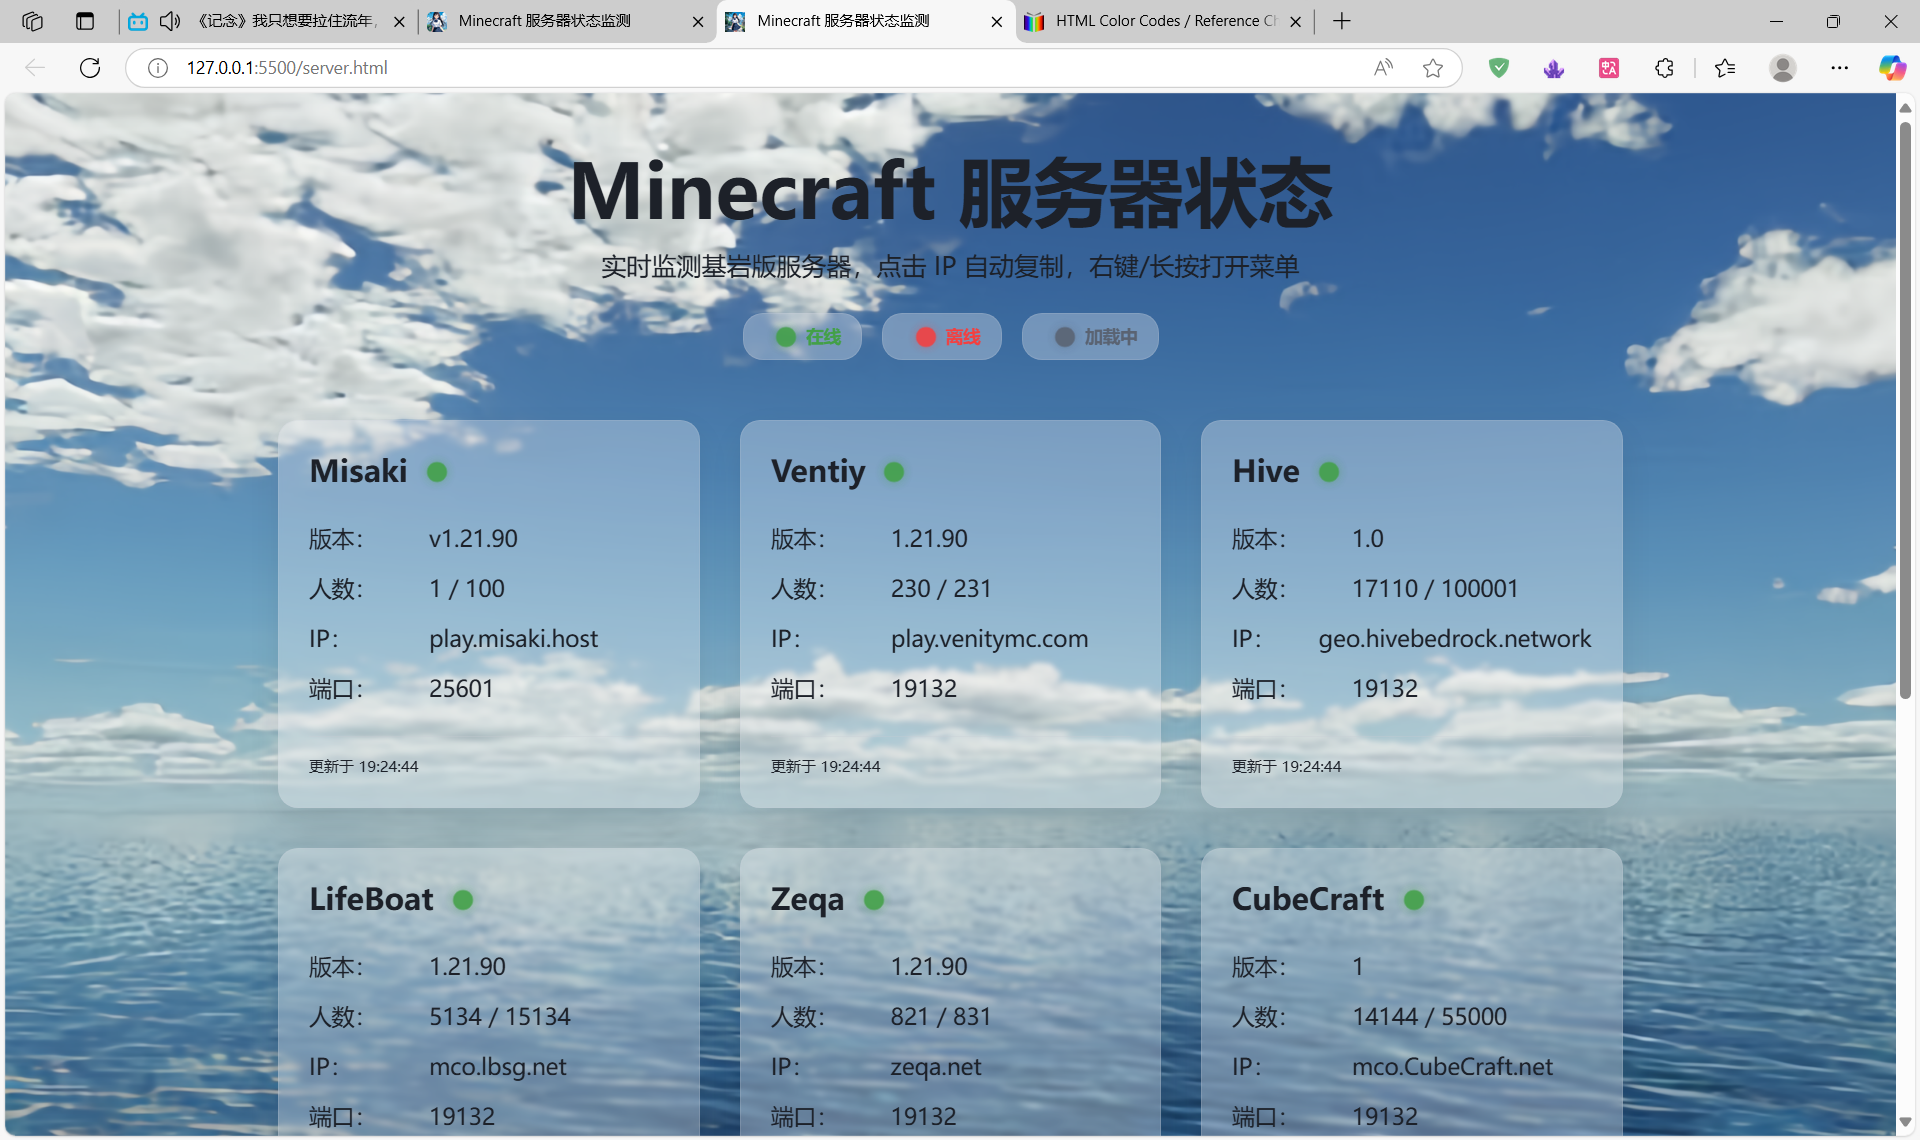 《记念》我只想要拉住流年，
Minecraft 服务器状态监测
Minecraft 服务器状态监测
HTML Color Codes / Reference Ch
127.0.0.1:5500/server.html
Minecraft 服务器状态
实时监测基岩版服务器，点击 IP 自动复制，右键/长按打开菜单
在线
离线
加载中
Misaki
版本：
v1.21.90
人数：
1 / 100
IP：
play.misaki.host
端口：
25601
更新于 19:24:44
Ventiy
版本：
1.21.90
人数：
230 / 231
IP：
play.venitymc.com
端口：
19132
更新于 19:24:44
Hive
版本：
1.0
人数：
17110 / 100001
IP：
geo.hivebedrock.network
端口：
19132
更新于 19:24:44
LifeBoat
版本：
1.21.90
人数：
5134 / 15134
IP：
mco.lbsg.net
端口：
19132
Zeqa
版本：
1.21.90
人数：
821 / 831
IP：
zeqa.net
端口：
19132
CubeCraft
版本：
1
人数：
14144 / 55000
IP：
mco.CubeCraft.net
端口：
19132